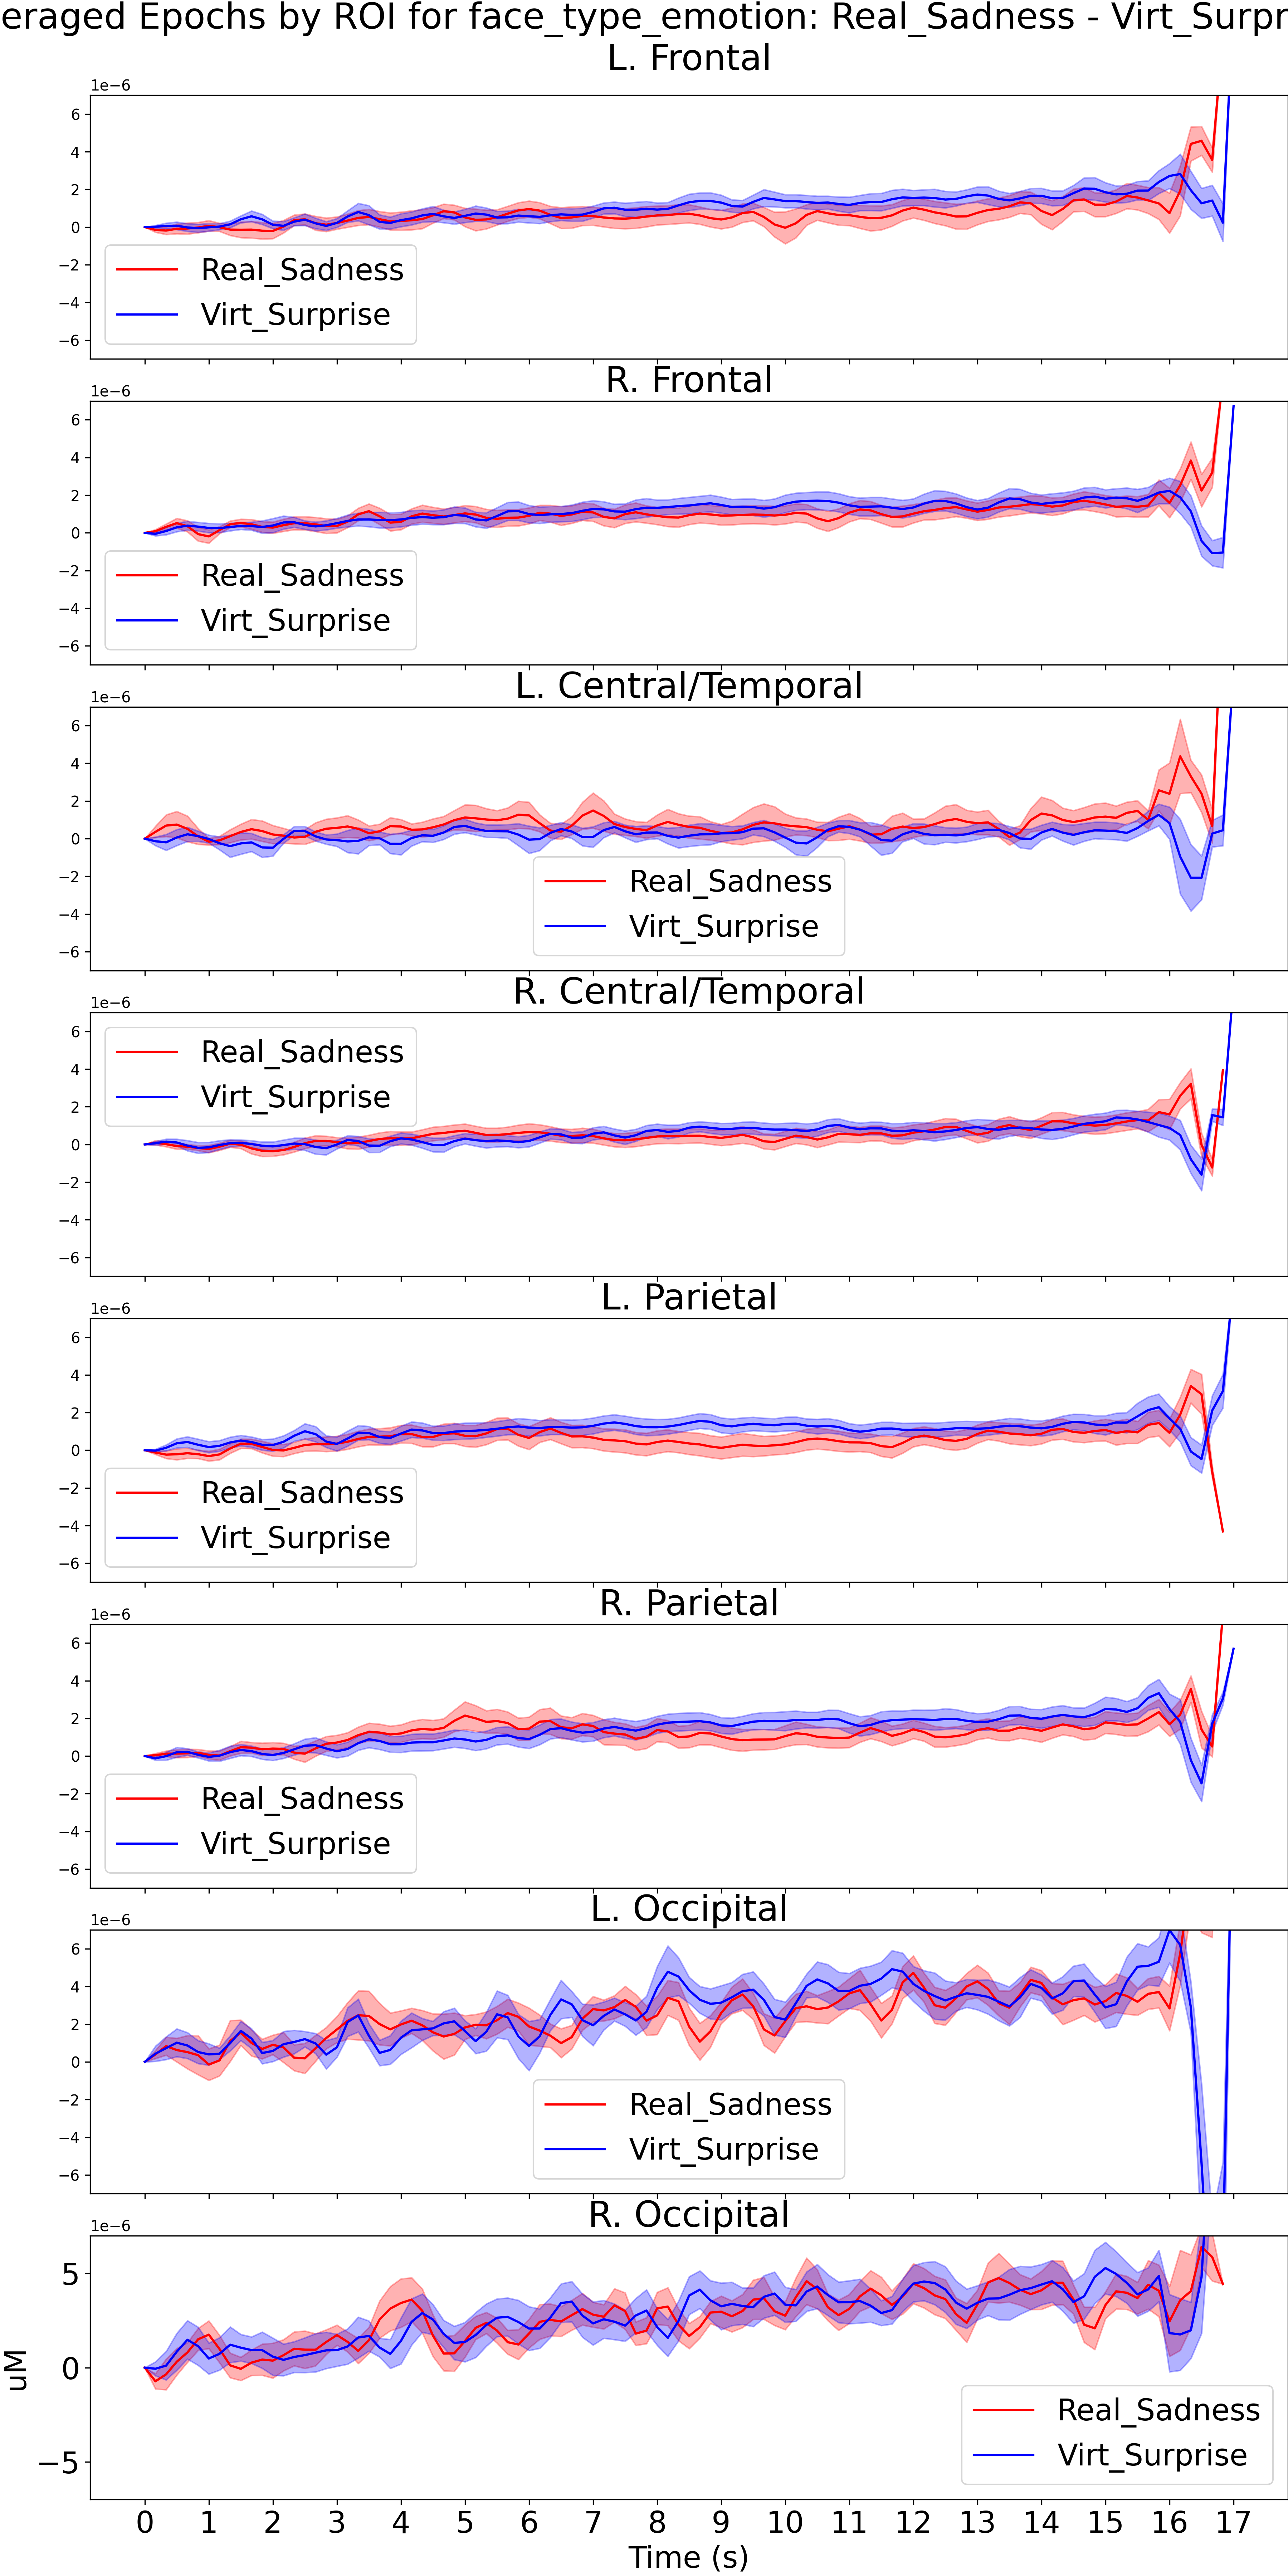 eraged Epochs by ROI for face_type_emotion: Real_Sadness - Virt_Surpr
L. Frontal
1e−6
6
4
2
0
−2
−4
−6
Real_Sadness
Virt_Surprise
R. Frontal
1e−6
6
4
2
0
−2
−4
−6
Real_Sadness
Virt_Surprise
L. Central/Temporal
1e−6
6
4
2
0
−2
−4
−6
Real_Sadness
Virt_Surprise
R. Central/Temporal
1e−6
6
4
2
0
−2
−4
−6
Real_Sadness
Virt_Surprise
L. Parietal
1e−6
6
4
2
0
−2
−4
−6
Real_Sadness
Virt_Surprise
R. Parietal
1e−6
6
4
2
0
−2
−4
−6
Real_Sadness
Virt_Surprise
L. Occipital
1e−6
6
4
2
0
−2
−4
−6
Real_Sadness
Virt_Surprise
R. Occipital
1e−6
5
0
−5
uM
Real_Sadness
Virt_Surprise
0 1 2 3 4 5 6 7 8 9 10 11 12 13 14 15 16 17
Time (s)